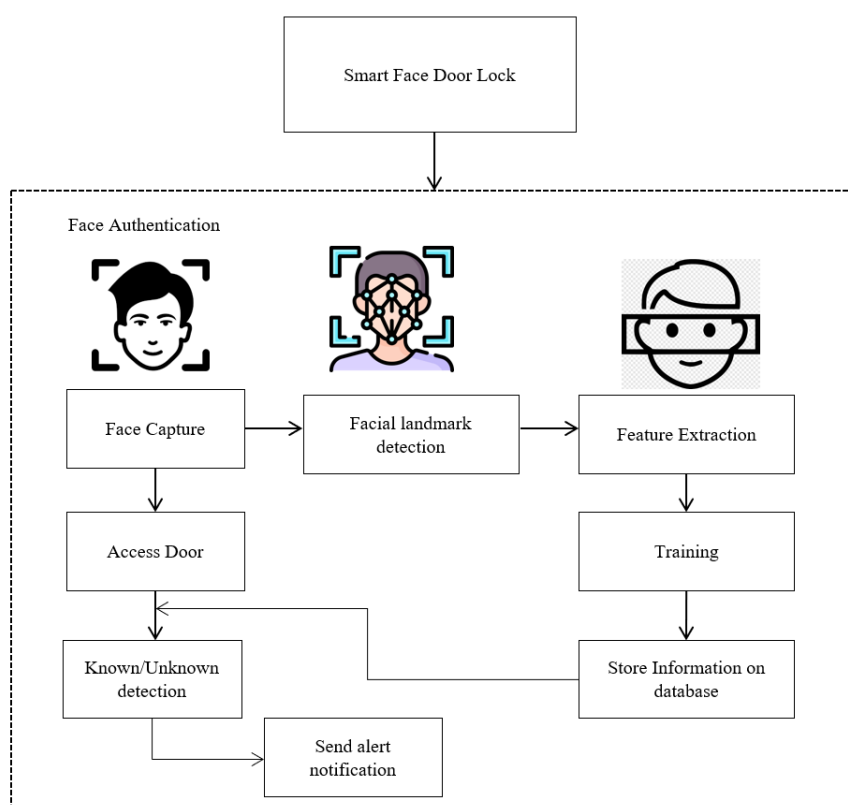 Smart Face Door Lock
Face Authentication
Face Capture
Facial landmark
detection
Feature Extraction
Access Door
Training
Known/Unknown
detection
Store Information on
database
Send alert
notification